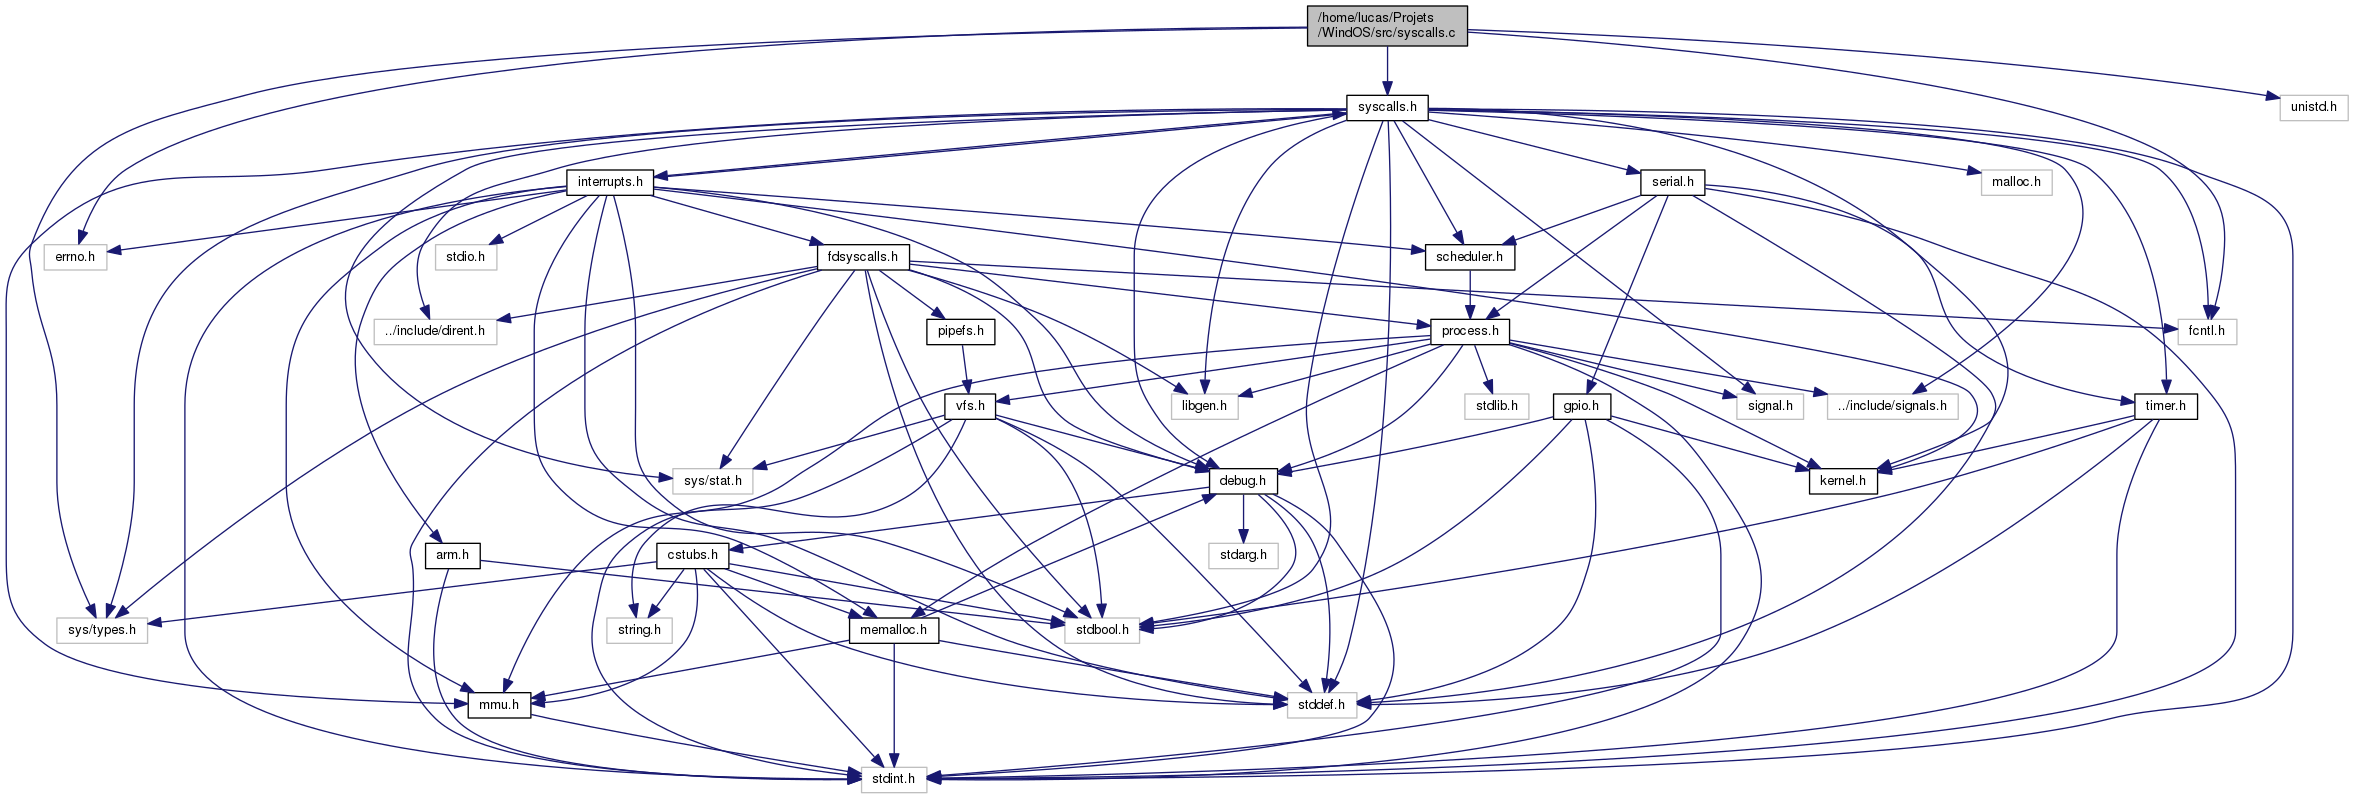 /home/lucas/Projets
/WindOS/src/syscalls.c
syscalls.h
unistd.h
interrupts.h
serial.h
malloc.h
errno.h
stdio.h
fdsyscalls.h
scheduler.h
../include/dirent.h
pipefs.h
process.h
fcntl.h
vfs.h
libgen.h
stdlib.h
gpio.h
signal.h
../include/signals.h
timer.h
sys/stat.h
debug.h
kernel.h
arm.h
cstubs.h
stdarg.h
sys/types.h
string.h
memalloc.h
stdbool.h
mmu.h
stddef.h
stdint.h